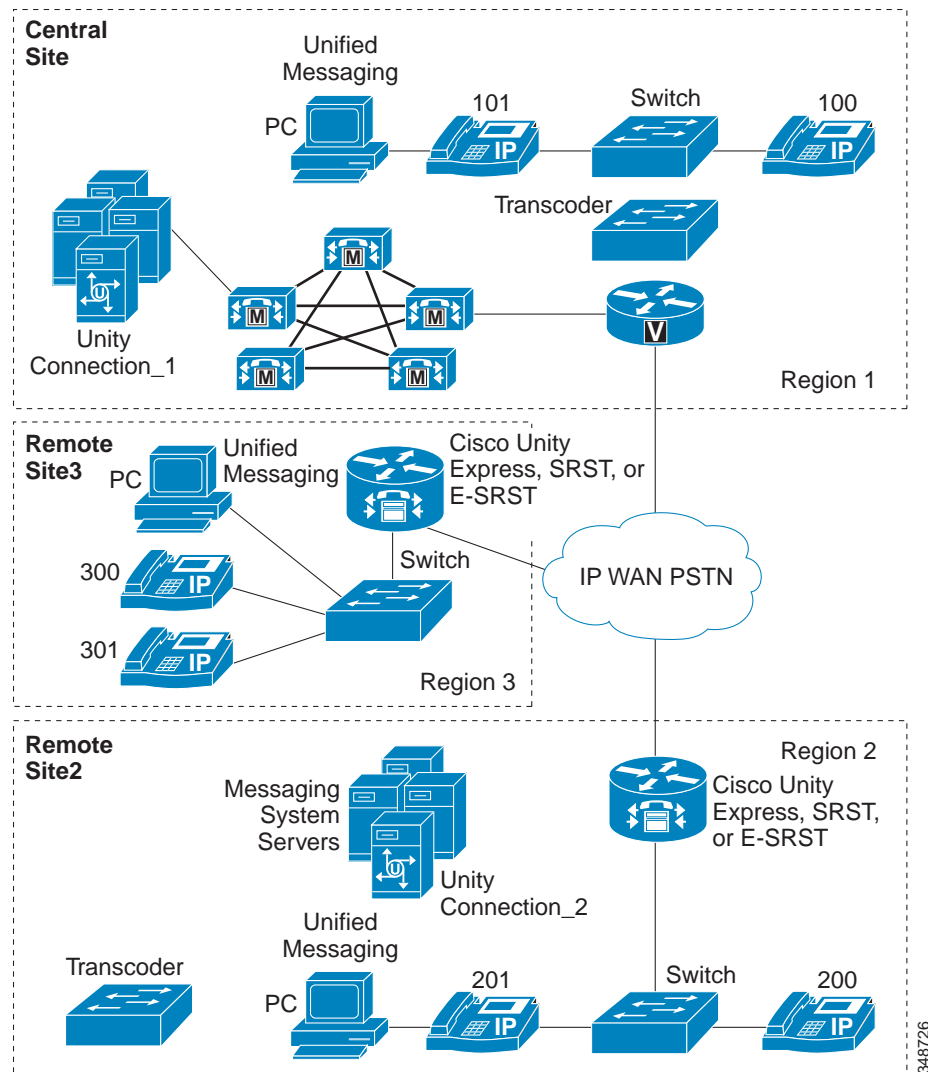 Central
Site
Unified
Messaging
PC
101
IP
Switch
100
IP
Transcoder
U
Unity
Connection_1
M
M
M
M
M
V
Region 1
Remote
Site3
PC
Unified
Messaging
Cisco Unity
Express, SRST, or
E-SRST
Switch
300
IP
301
IP
Region 3
IP WAN PSTN
Remote
Site2
Region 2
Messaging
System
Servers
U
Unity
Connection_2
Cisco Unity
Express, SRST,
or E-SRST
Unified
Messaging
Transcoder
PC
201
IP
Switch
200
IP
348726